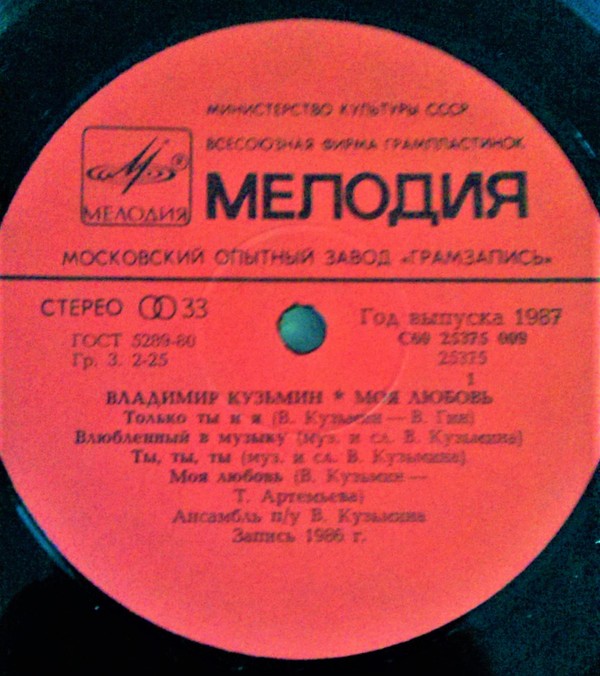 МИНИСТЕРСТВО КУЛЬТУРЫ СССР
ВСЕСОЮЗНАЯ ФИРМА ГРАМПЛАСТИНОК
МЕЛОДИЯ
МЕЛОДИЯ
МОСКОВСКИЙ ОПЫТНЫЙ ЗАВОД «ГРАМЗАПИСЬ»
СТЕРЕО 33
Год выпуска 1987
ГОСТ 5289-80
С60 25375 009
Гр. 3. 2-25
25375
1
ВЛАДИМИР КУЗЬМИН * МОЯ ЛЮБОВЬ
Только ты и я (В. Кузьмин — В. Гин)
Влюбленный в музыку (муз. и сл. В. Кузьмина)
Ты, ты, ты (муз. и сл. В. Кузьмина)
Моя любовь (В. Кузьмин —
Т. Артемьева)
Ансамбль п/у В. Кузьмина
Запись 1986 г.